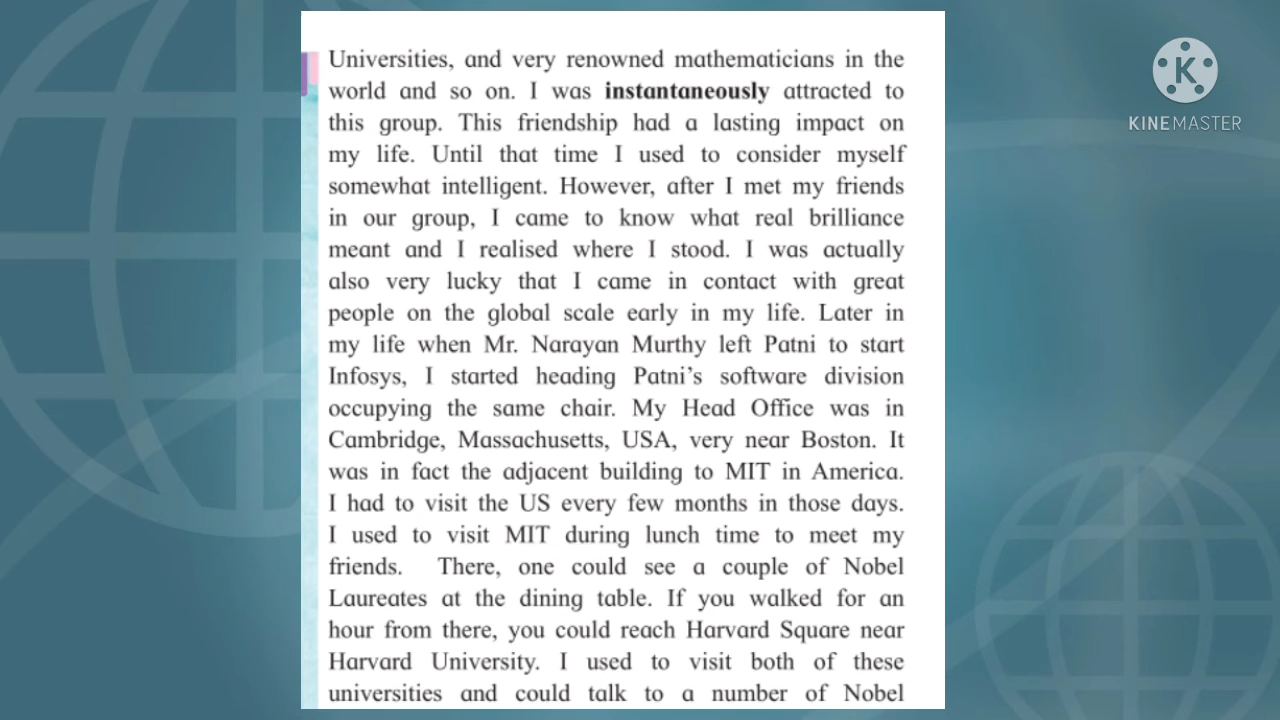 Universities, and very renowned mathematicians in the
world and so on. I was instantaneously attracted to
this group. This friendship had a lasting impact on
my life. Until that time I used to consider myself
somewhat intelligent. However, after I met my friends
in our group, I came to know what real brilliance
meant and I realised where I stood. I was actually
also very lucky that I came in contact with great
people on the global scale early in my life. Later in
my life when Mr. Narayan Murthy left Patni to start
Infosys, I started heading Patni's software division
occupying the same chair. My Head Office was in
Cambridge, Massachusetts, USA, very near Boston. It
was in fact the adjacent building to MIT in America.
I had to visit the US every few months in those days.
I used to visit MIT during lunch time to meet my
friends. There, one could see a couple of Nobel
Laureates at the dining table. If you walked for an
hour from there, you could reach Harvard Square near
Harvard University. I used to visit both of these
universities and could talk to a number of Nobel
K
KINEMASTER